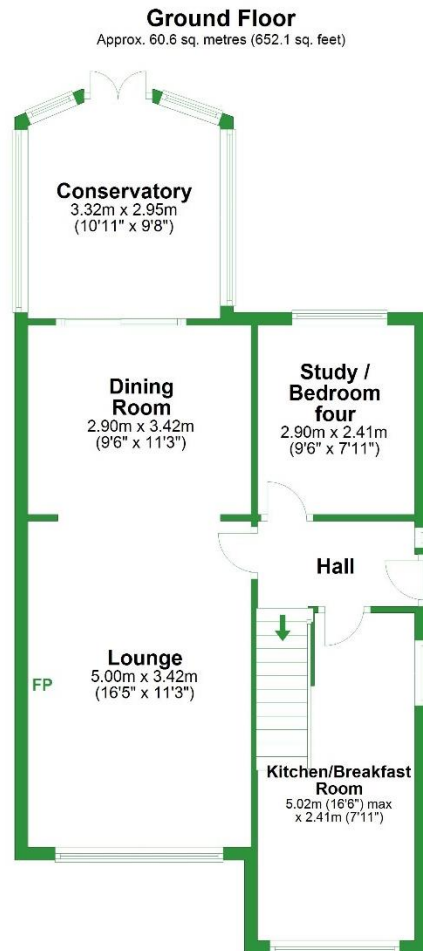 Ground Floor
Approx. 60.6 sq. metres (652.1 sq. feet)
Conservatory
3.32m x 2.95m
(10'11" x 9'8")
Dining
Room
2.90m x 3.42m
(9'6" x 11'3")
Study /
Bedroom
four
2.90m x 2.41m
(9'6" x 7'11")
Hall
Lounge
5.00m x 3.42m
(16'5" x 11'3")
FP
Kitchen/Breakfast
Room
5.02m (16'6") max
x 2.41m (7'11")